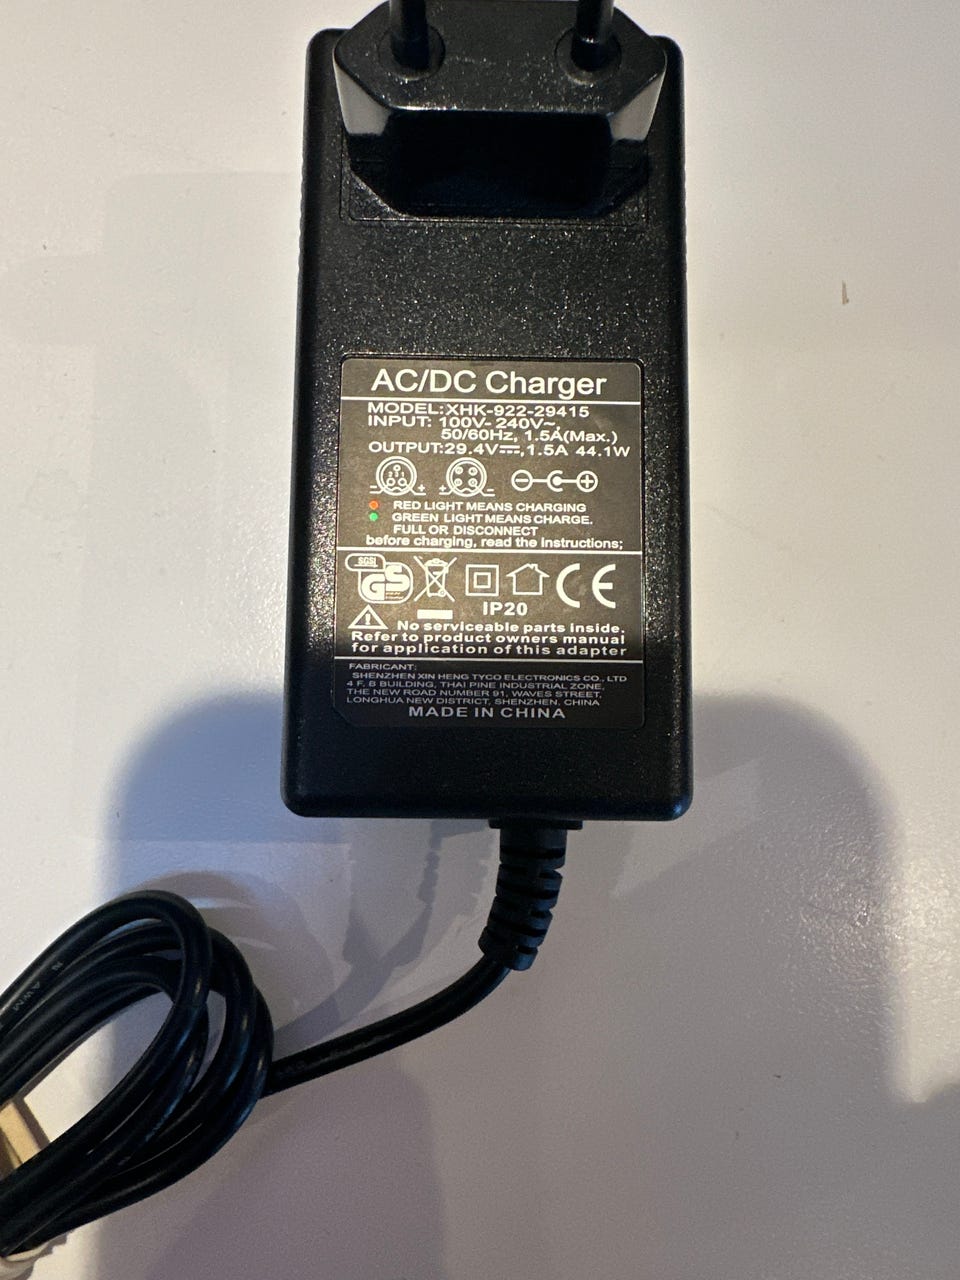 AC/DC Charger
MODEL:XHK-922-29415
INPUT: 100V- 240V~
50/60Hz, 1.5A(Max.)
OUTPUT:29.4V⎓,1.5A 44.1W
RED LIGHT MEANS CHARGING
GREEN LIGHT MEANS CHARGE.
FULL OR DISCONNECT
before charging, read the instructions;
SGS
GS
CE
IP20
No serviceable parts inside.
Refer to product owners manual
for application of this adapter
FABRICANT:
SHENZHEN XIN HENG TYCO ELECTRONICS CO., LTD
4 F, B BUILDING, THAI PINE INDUSTRIAL ZONE,
THE NEW ROAD NUMBER 91, WAVES STREET,
LONGHUA NEW DISTRICT, SHENZHEN, CHINA
MADE IN CHINA